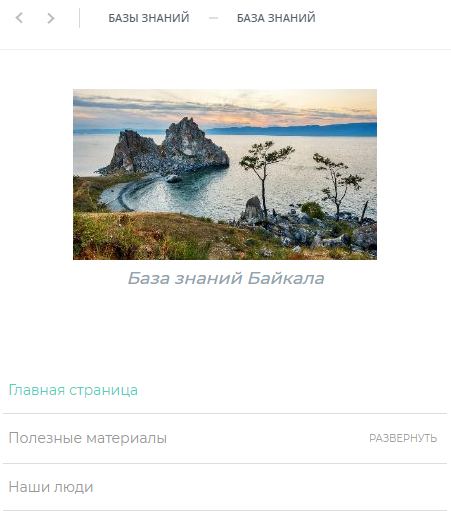 БАЗЫ ЗНАНИЙ — БАЗА ЗНАНИЙ
База знаний Байкала
Главная страница
Полезные материалы РАЗВЕРНУТЬ
Наши люди